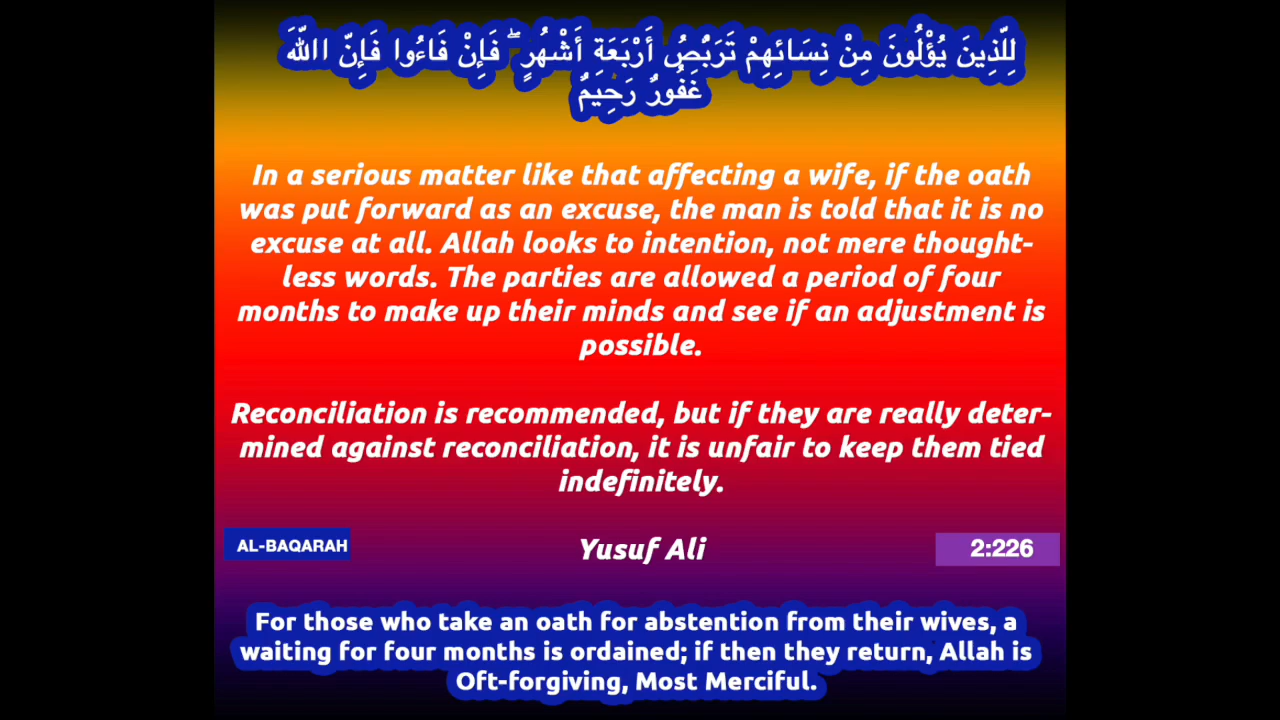 لِلَّذِينَ يُؤْلُونَ مِنْ نِسَائِهِمْ تَرَبُّصُ أَرْبَعَةِ أَشْهُرٍ ۖ فَإِنْ فَاءُوا فَإِنَّ اللَّهَ
غَفُورٌ رَحِيمٌ
In a serious matter like that affecting a wife, if the oath
was put forward as an excuse, the man is told that it is no
excuse at all. Allah looks to intention, not mere thought-
less words. The parties are allowed a period of four
months to make up their minds and see if an adjustment is
possible.
Reconciliation is recommended, but if they are really deter-
mined against reconciliation, it is unfair to keep them tied
indefinitely.
AL-BAQARAH
Yusuf Ali
2:226
For those who take an oath for abstention from their wives, a
waiting for four months is ordained; if then they return, Allah is
Oft-forgiving, Most Merciful.